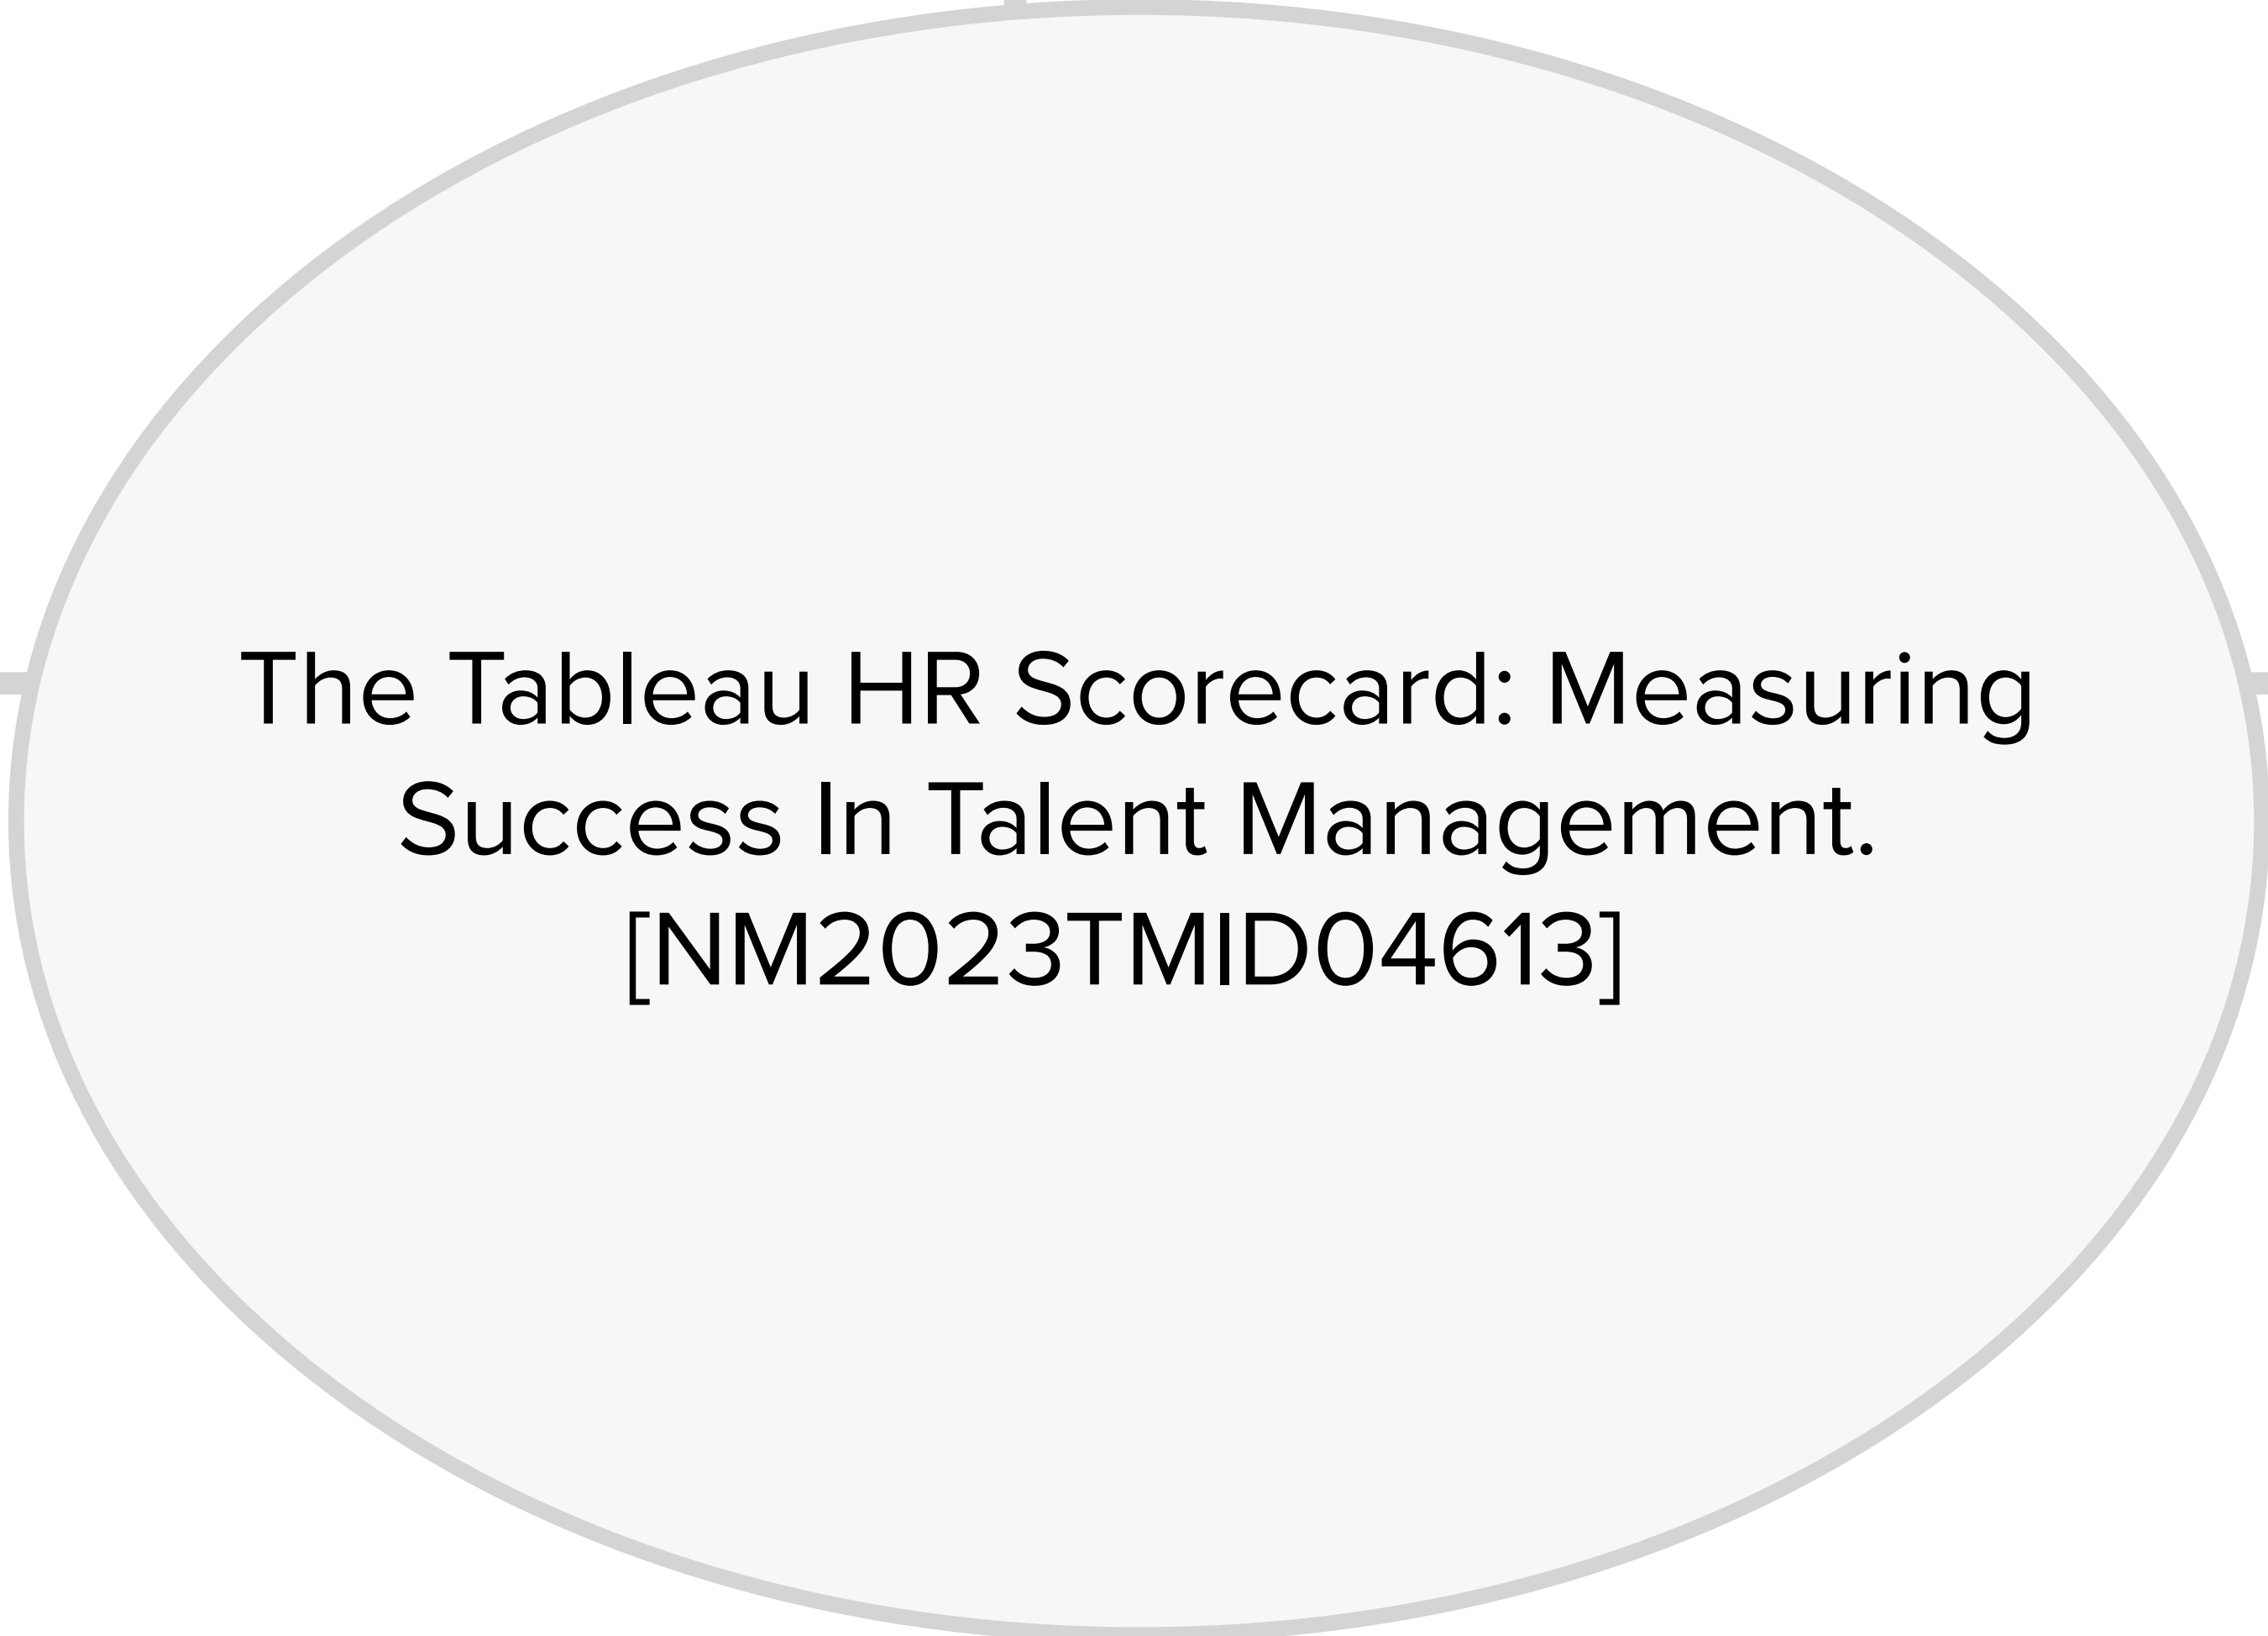 The Tableau HR Scorecard: Measuring
Success In Talent Management.
[NM2023TMID04613]